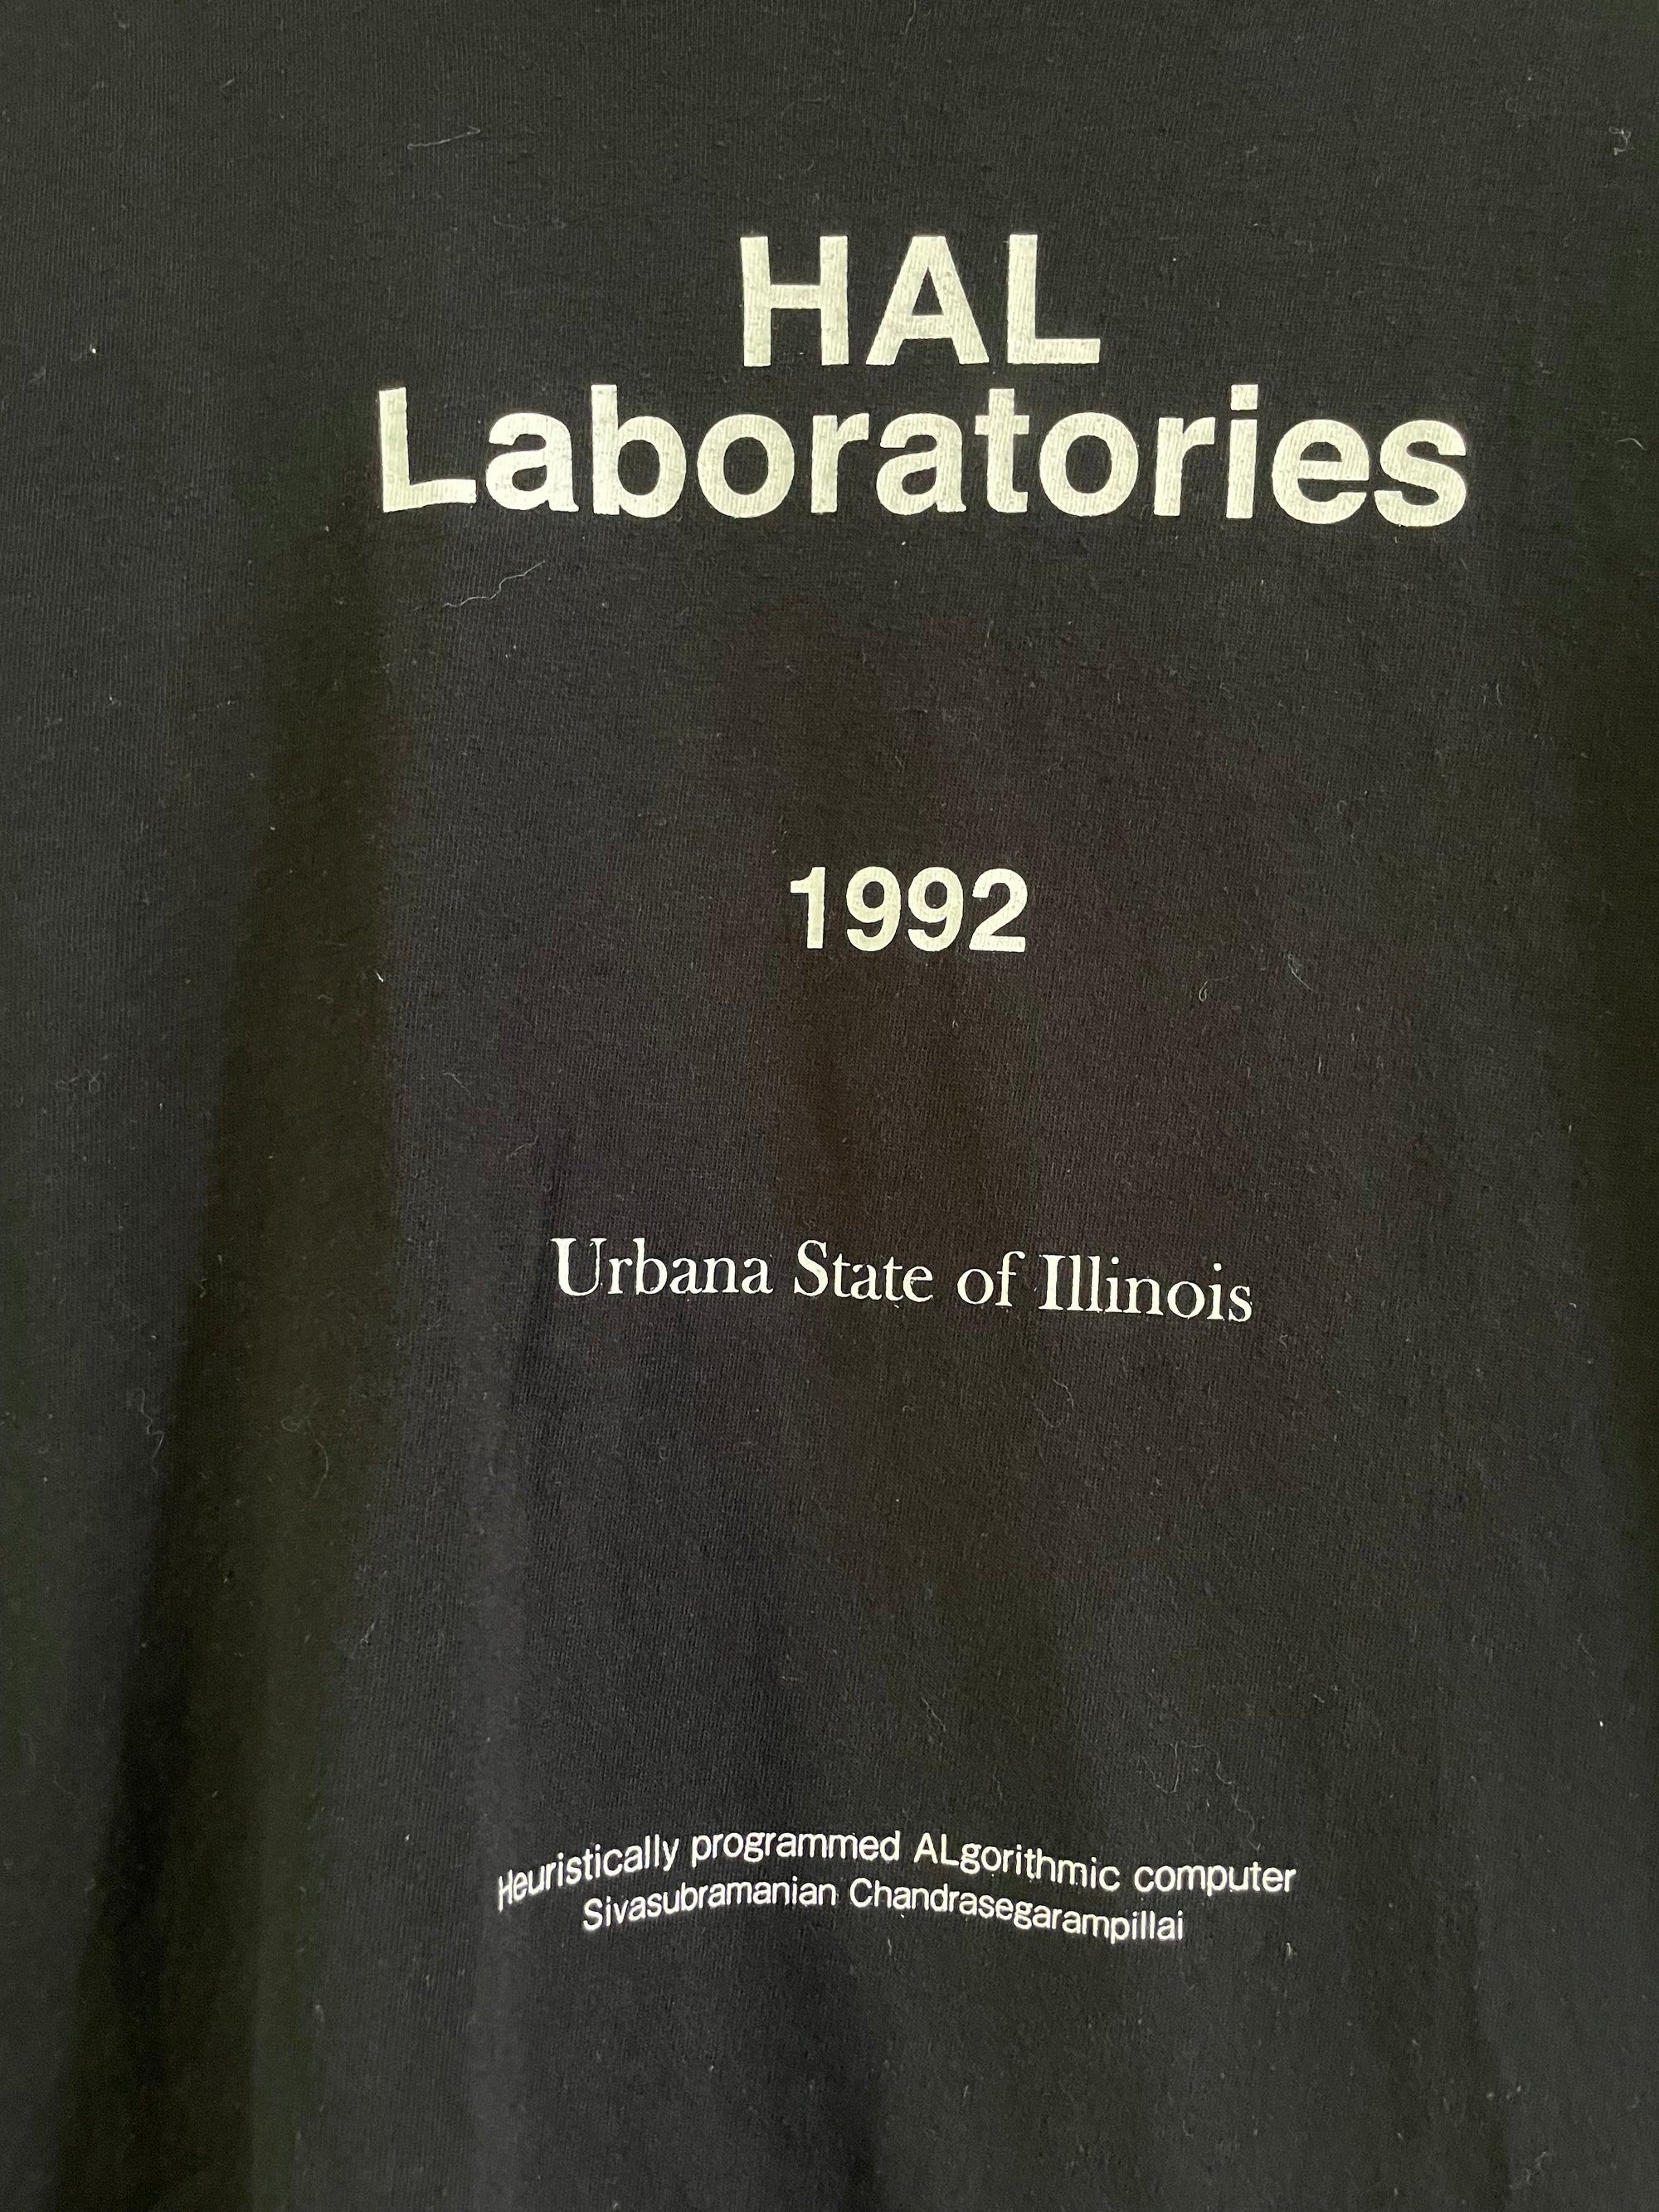 HAL
Laboratories
1992
Urbana State of Illinois
Heuristically programmed ALgorithmic computer
Sivasubramanian Chandrasegarampillai